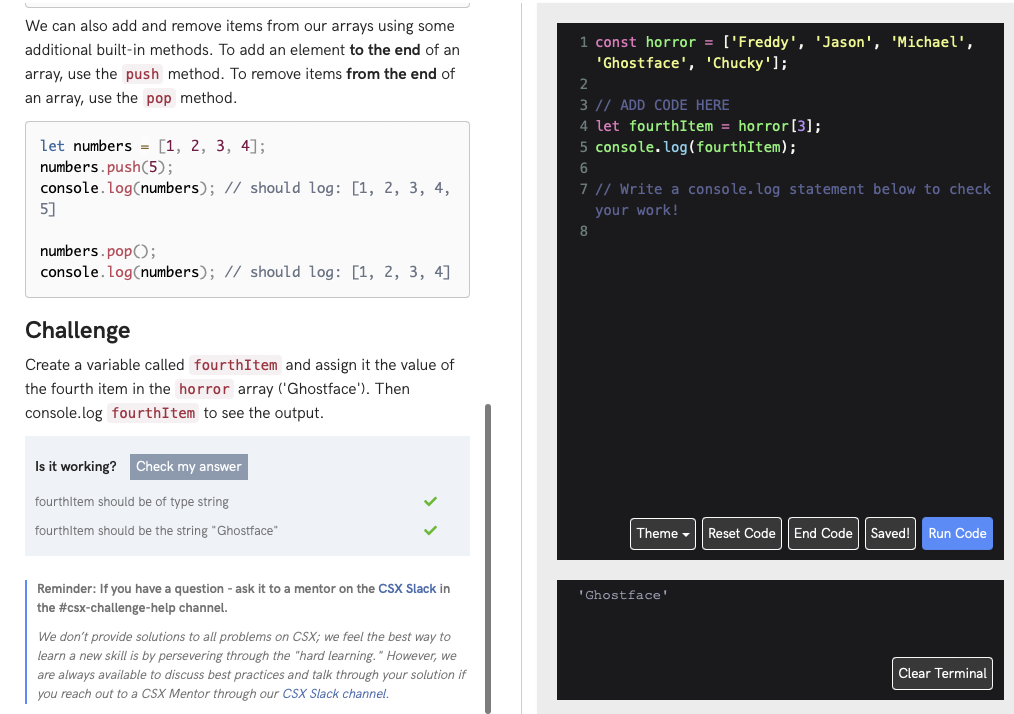 We can also add and remove items from our arrays using some
additional built-in methods. To add an element to the end of an
array, use the push method. To remove items from the end of
an array, use the pop method.
let numbers = [1, 2, 3, 4];
numbers.push(5);
console.log(numbers); // should log: [1, 2, 3, 4,
5]
numbers.pop();
console.log(numbers); // should log: [1, 2, 3, 4]
Challenge
Create a variable called fourthItem and assign it the value of
the fourth item in the horror array ('Ghostface'). Then
console.log fourthItem to see the output.
Is it working? Check my answer
fourthItem should be of type string
fourthItem should be the string "Ghostface"
Reminder: If you have a question - ask it to a mentor on the CSX Slack in
the #csx-challenge-help channel.
We don't provide solutions to all problems on CSX; we feel the best way to
learn a new skill is by persevering through the "hard learning." However, we
are always available to discuss best practices and talk through your solution if
you reach out to a CSX Mentor through our CSX Slack channel.
1 const horror = ['Freddy', 'Jason', 'Michael',
'Ghostface', 'Chucky'];
2
3 // ADD CODE HERE
4 let fourthItem = horror[3];
5 console.log(fourthItem);
6
7 // Write a console.log statement below to check
your work!
8
Theme Reset Code End Code Saved! Run Code
'Ghostface'
Clear Terminal